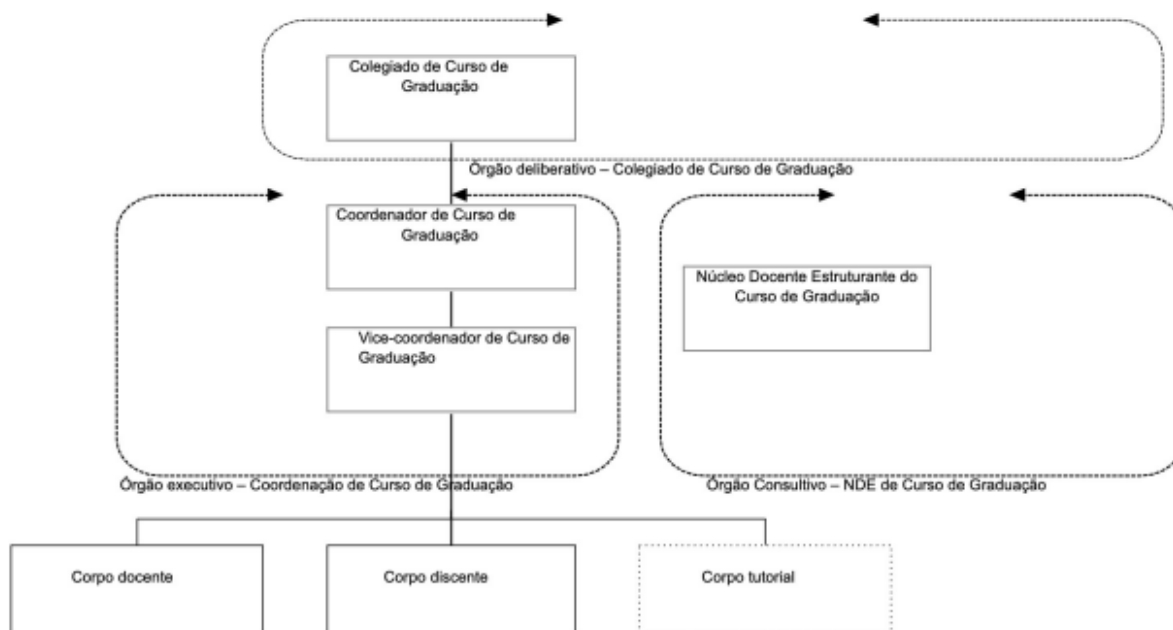 Colegiado de Curso de
Graduação
Órgão deliberativo – Colegiado de Curso de Graduação
Coordenador de Curso de
Graduação
Vice-coordenador de Curso de
Graduação
Órgão executivo – Coordenação de Curso de Graduação
Núcleo Docente Estruturante do
Curso de Graduação
Órgão Consultivo – NDE de Curso de Graduação
Corpo docente
Corpo discente
Corpo tutorial